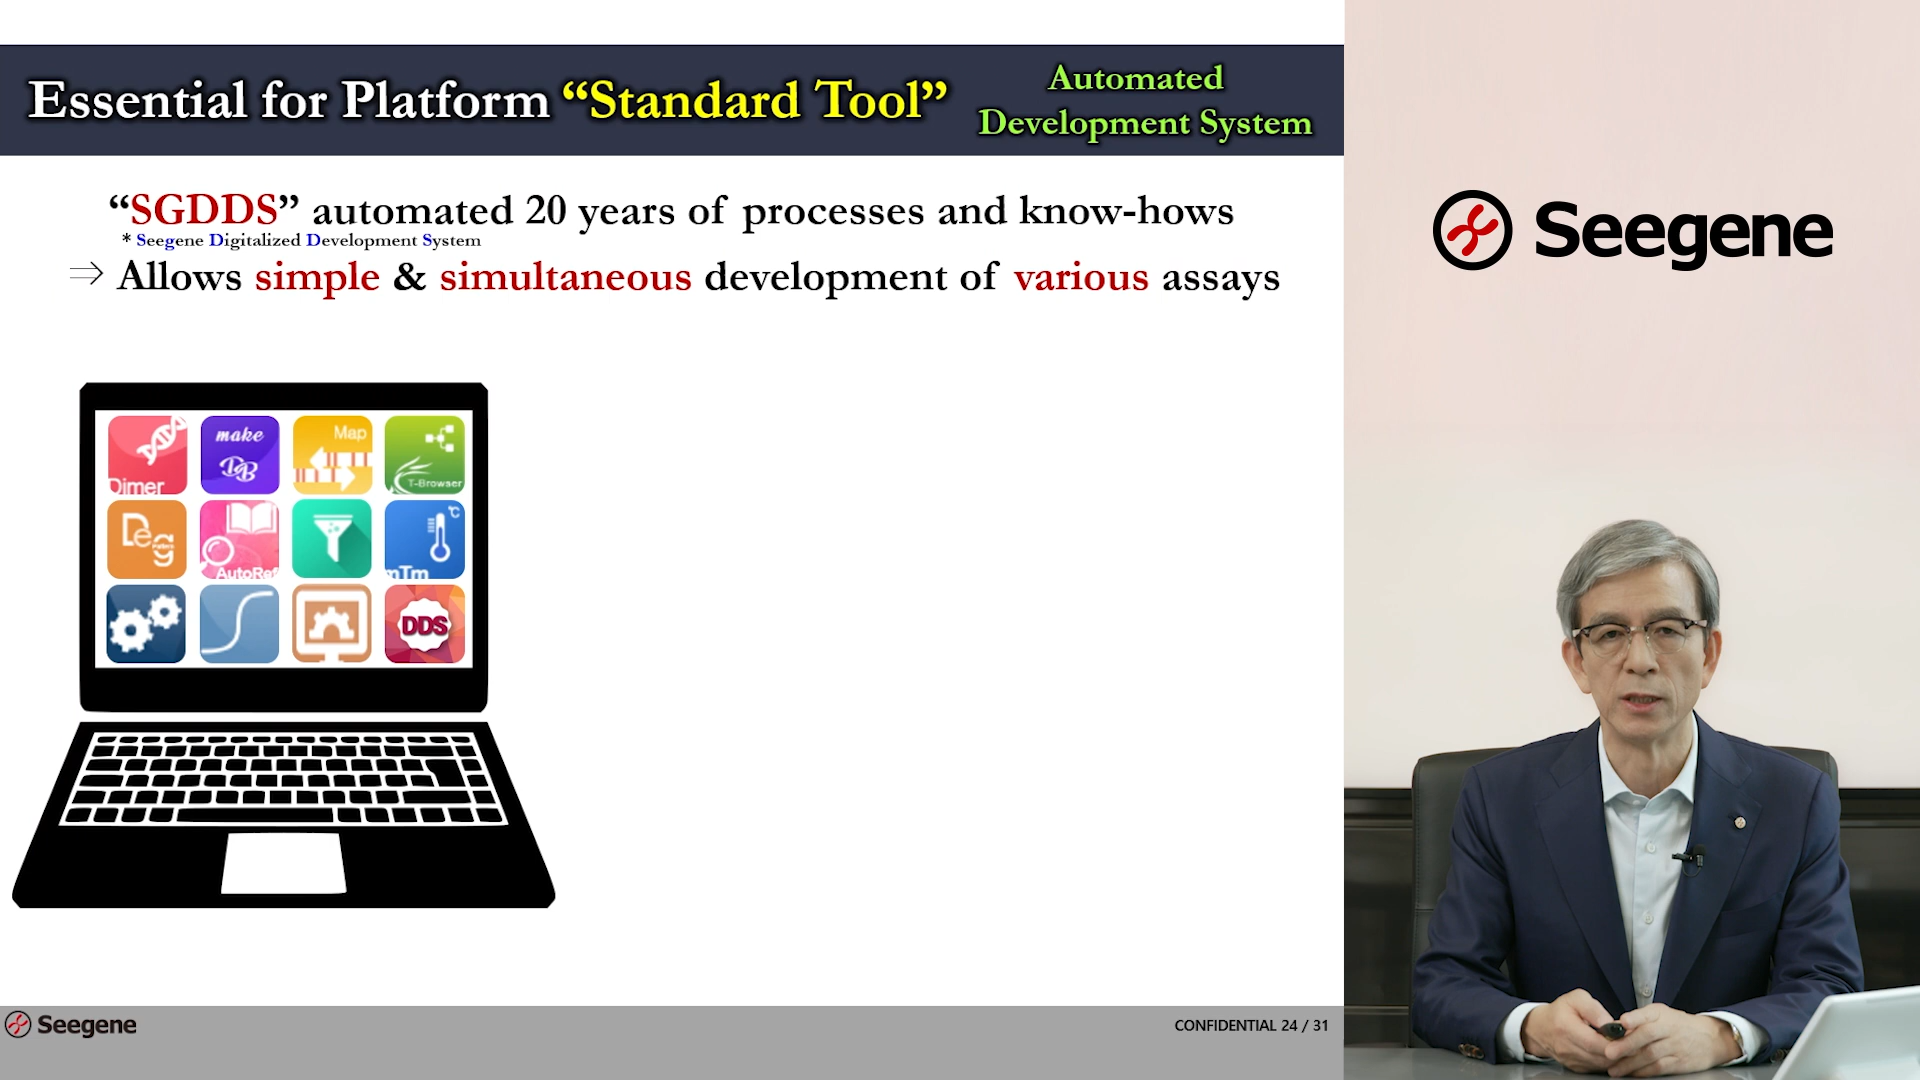 Essential for Platform “Standard Tool”
Automated
Development System
“SGDDS” automated 20 years of processes and know-hows
* Seegene Digitalized Development System
⇒ Allows simple & simultaneous development of various assays
Dimer
make
DB
Map
T-Browser
Deg
AutoRef
°C
mTm
DDS
Seegene
CONFIDENTIAL 24 / 31
Seegene